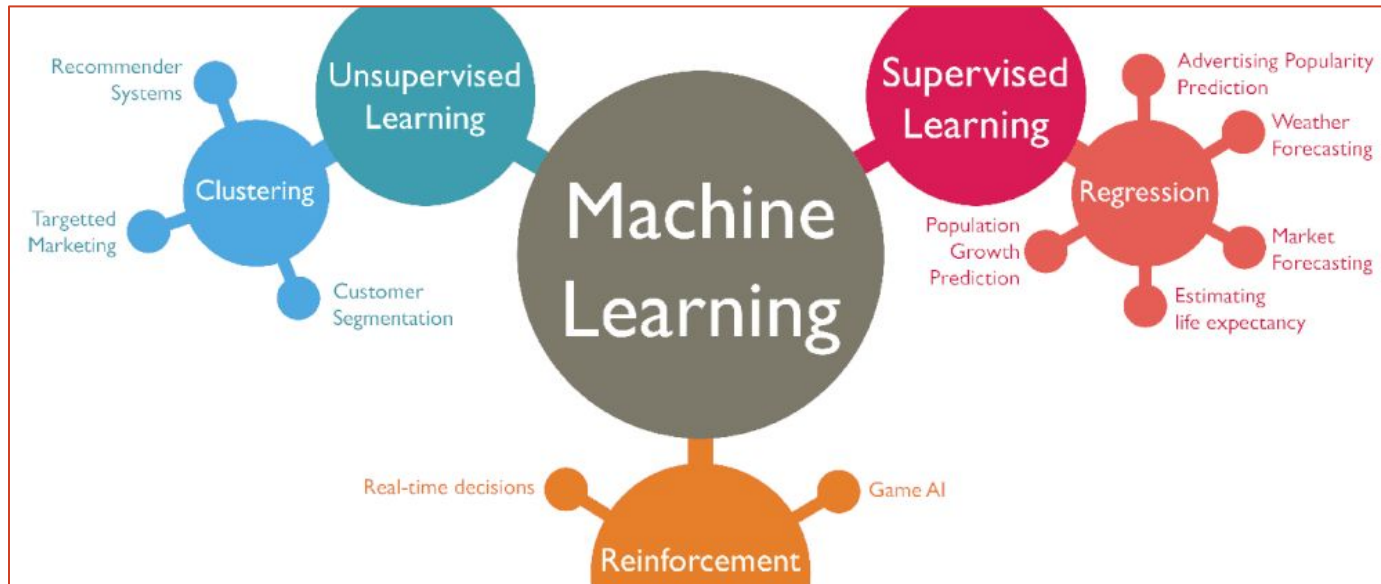 Recommender
Systems
Unsupervised
Learning
Clustering
Targetted
Marketing
Customer
Segmentation
Machine
Learning
Supervised
Learning
Advertising Popularity
Prediction
Weather
Forecasting
Regression
Population
Growth
Prediction
Market
Forecasting
Estimating
life expectancy
Real-time decisions
Game AI
Reinforcement